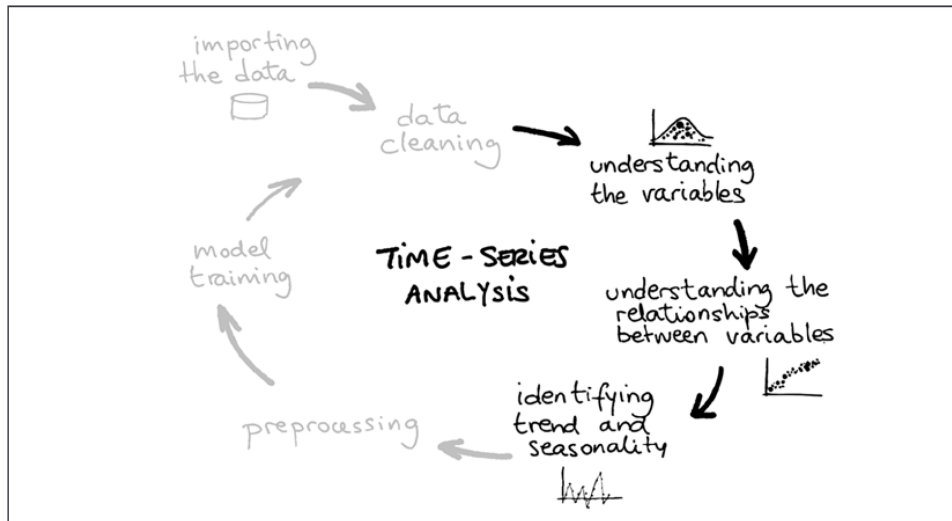 importing
the data
data
cleaning
understanding
the variables
understanding the
relationships
between variables
identifying
trend and
seasonality
preprocessing
model
training
TIME - SERIES
ANALYSIS